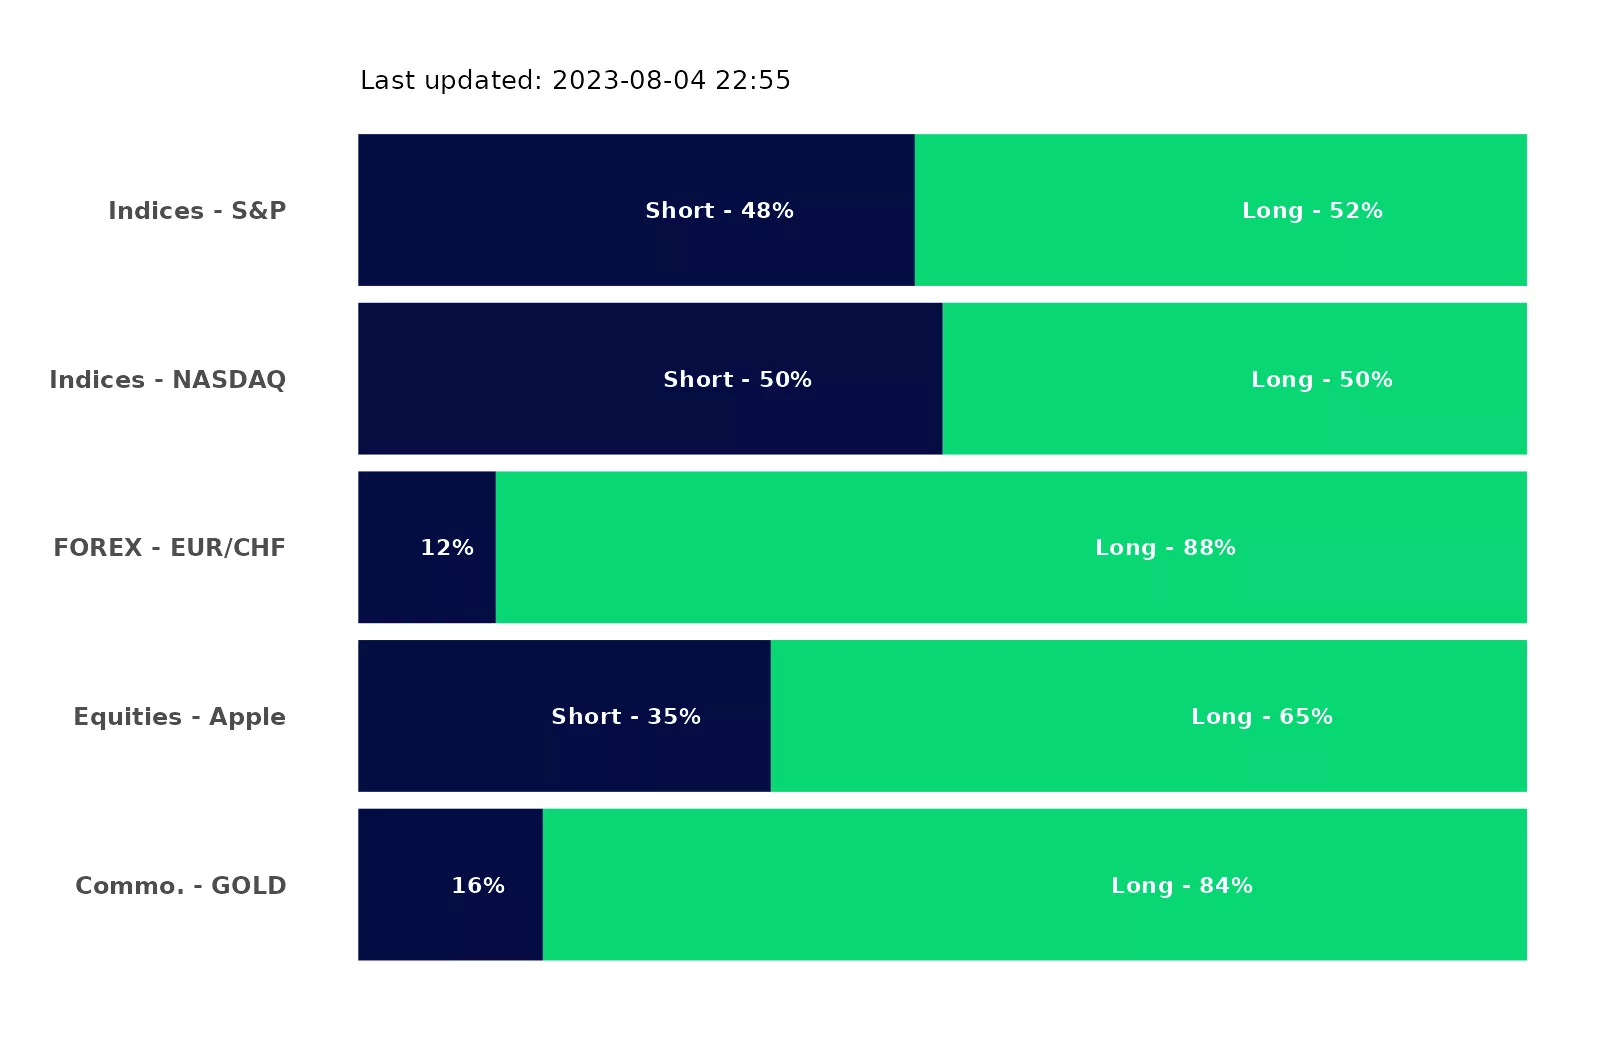 Last updated: 2023-08-04 22:55
Indices - S&P Short - 48% Long - 52%
Indices - NASDAQ Short - 50% Long - 50%
FOREX - EUR/CHF 12% Long - 88%
Equities - Apple Short - 35% Long - 65%
Commo. - GOLD 16% Long - 84%